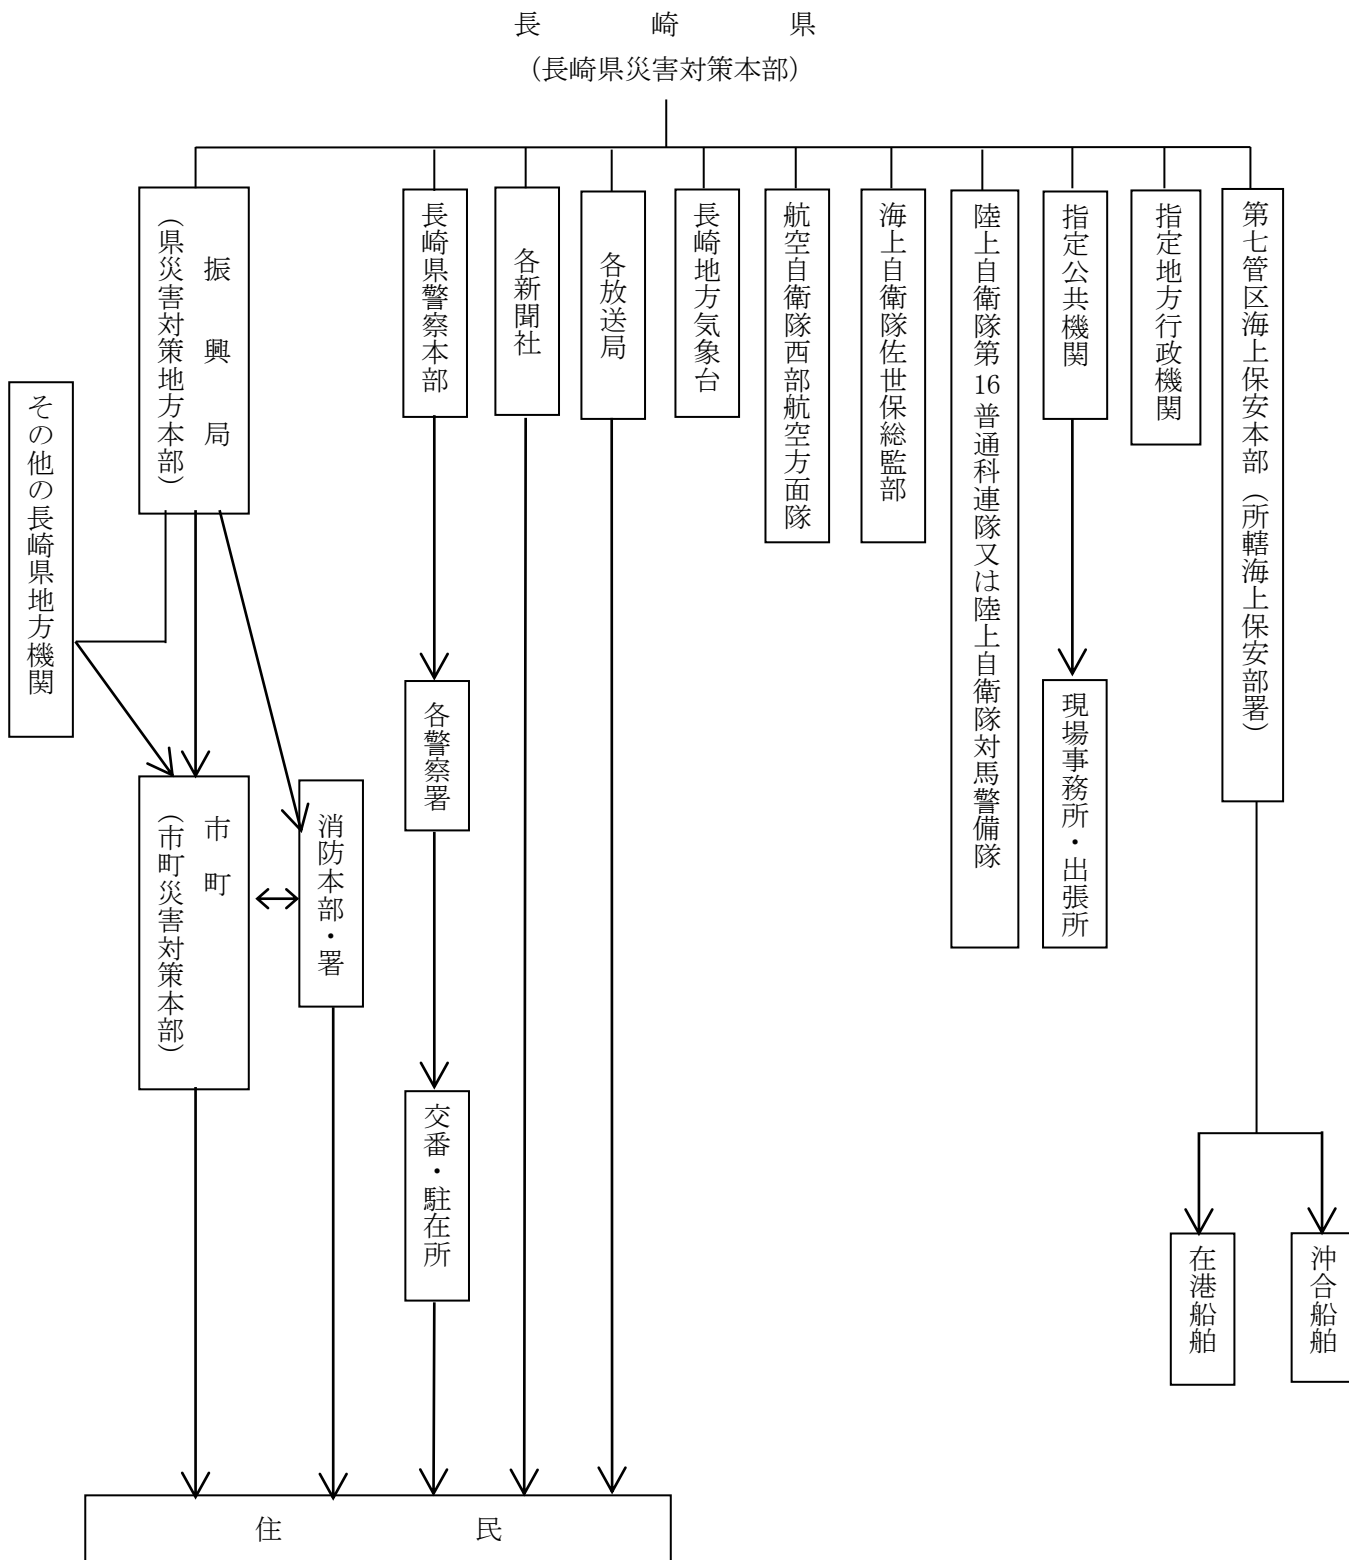 長崎県
(長崎県災害対策本部)
振興局
(県災害対策地方本部)
長崎県警察本部
各新聞社
各放送局
長崎地方気象台
航空自衛隊西部航空方面隊
海上自衛隊佐世保総監部
陸上自衛隊第16普通科連隊又は陸上自衛隊対馬警備隊
指定公共機関
指定地方行政機関
第七管区海上保安本部(所轄海上保安部署)
その他の長崎県地方機関
各警察署
現場事務所・出張所
市町
(市町災害対策本部)
消防本部・署
交番・駐在所
在港船舶
沖合船舶
住民